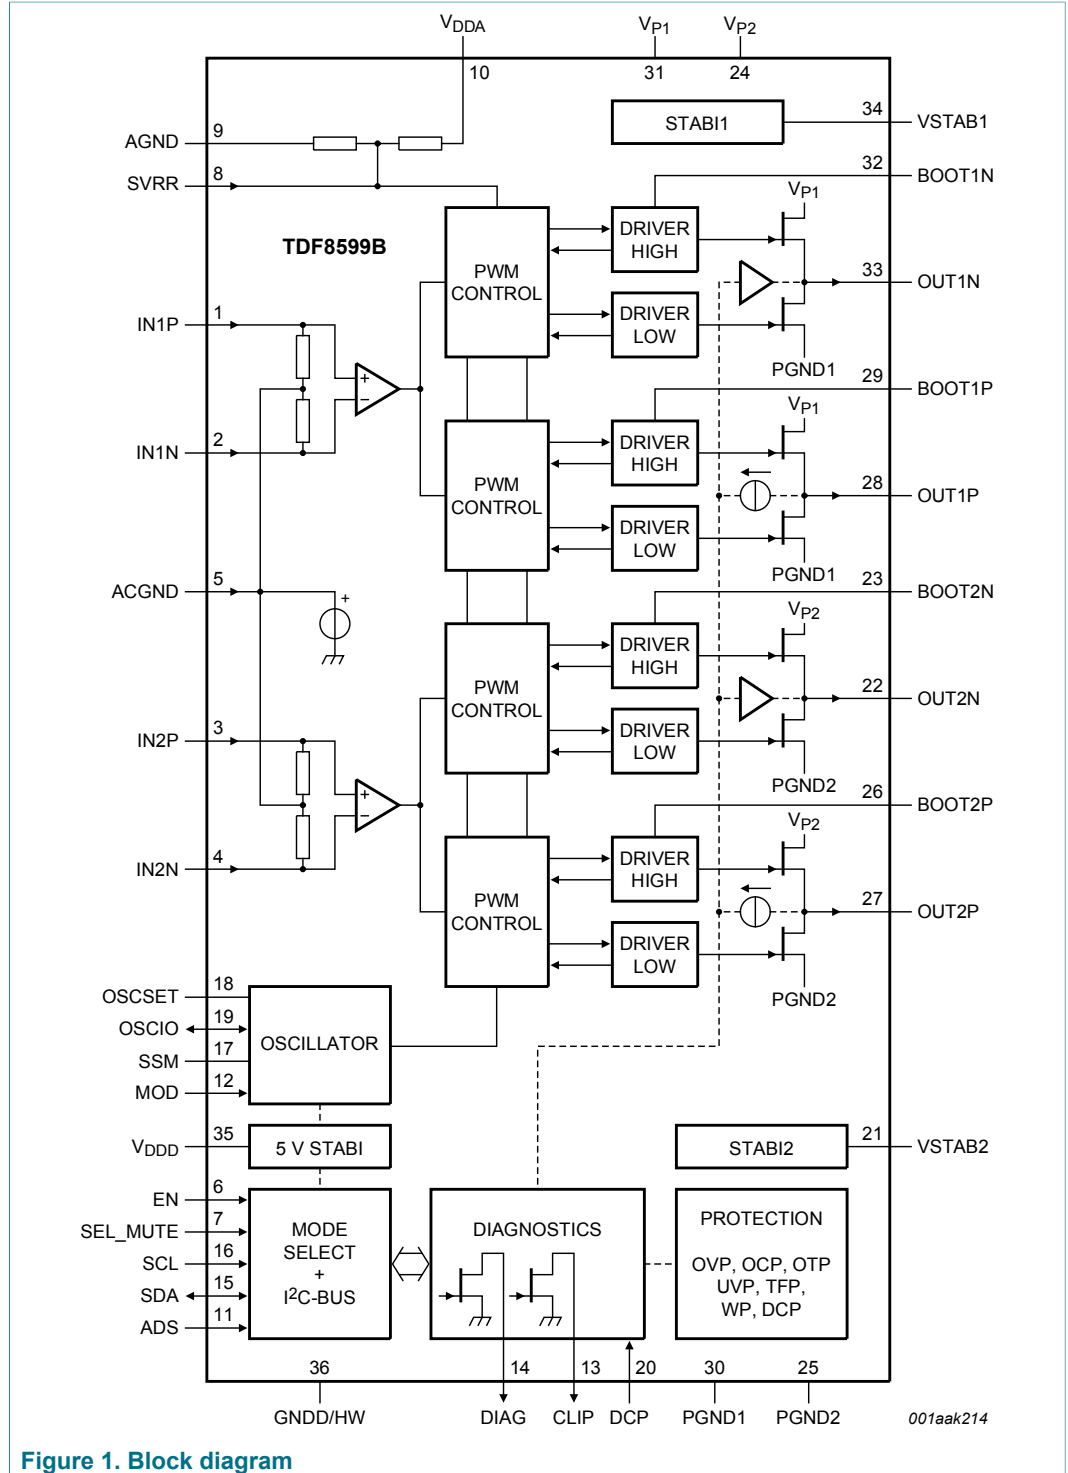 VDDA VP1 VP2
10 31 24
STABI1 34 VSTAB1
AGND 9
SVRR 8
32 BOOT1N
TDF8599B
PWM CONTROL
DRIVER HIGH
VP1
33 OUT1N
DRIVER LOW
PGND1
IN1P 1
+
−
IN1N 2
29 BOOT1P
PWM CONTROL
DRIVER HIGH
VP1
28 OUT1P
DRIVER LOW
PGND1
ACGND 5
+
23 BOOT2N
PWM CONTROL
DRIVER HIGH
VP2
22 OUT2N
DRIVER LOW
PGND2
IN2P 3
+
−
IN2N 4
26 BOOT2P
PWM CONTROL
DRIVER HIGH
VP2
27 OUT2P
DRIVER LOW
PGND2
OSCSET 18
OSCIO 19
SSM 17
MOD 12
OSCILLATOR
VDDD 35
5 V STABI
STABI2 21 VSTAB2
EN 6
SEL_MUTE 7
SCL 16
SDA 15
ADS 11
MODE
SELECT
+
I2C-BUS
DIAGNOSTICS
PROTECTION
OVP, OCP, OTP
UVP, TFP,
WP, DCP
36 14 13 20 30 25
GNDD/HW DIAG CLIP DCP PGND1 PGND2
001aak214
Figure 1. Block diagram